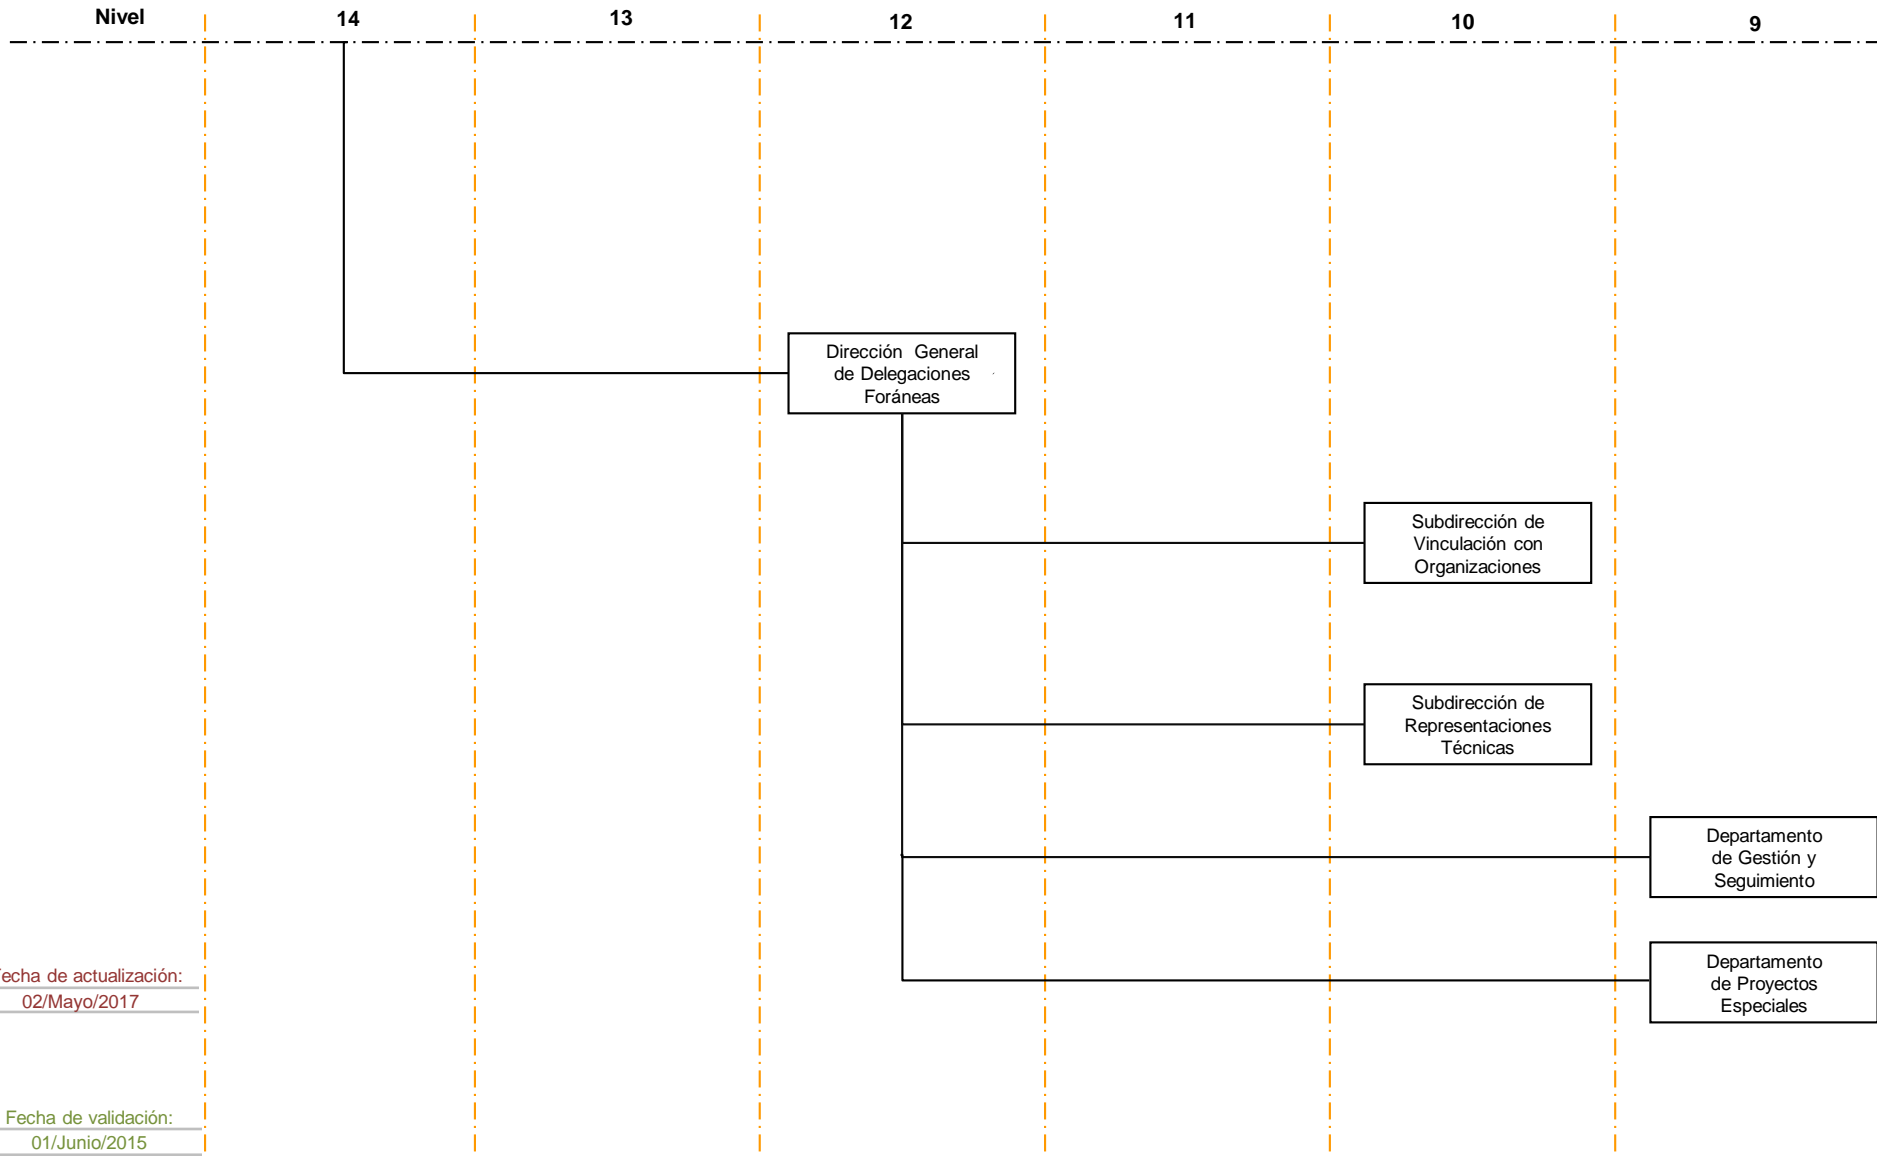 Nivel 14 13 12 11 10 9
Dirección General
de Delegaciones
Foráneas
Subdirección de
Vinculación con
Organizaciones
Subdirección de
Representaciones
Técnicas
Departamento
de Gestión y
Seguimiento
Departamento
de Proyectos
Especiales
echa de actualización:
02/Mayo/2017
Fecha de validación:
01/Junio/2015